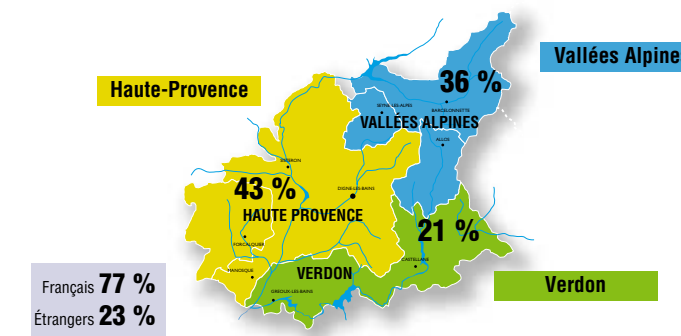 Vallées Alpine
36 %
Haute-Provence
SEYNE-LES-ALPES
BARCELONNETTE
VALLÉES ALPINES
ALLOS
SISTERON
43 %
DIGNE-LES-BAINS
HAUTE PROVENCE
21 %
FORCALQUIER
CASTELLANE
MANOSQUE
VERDON
Verdon
Français 77 %
GREOUX-LES-BAINS
Étrangers 23 %